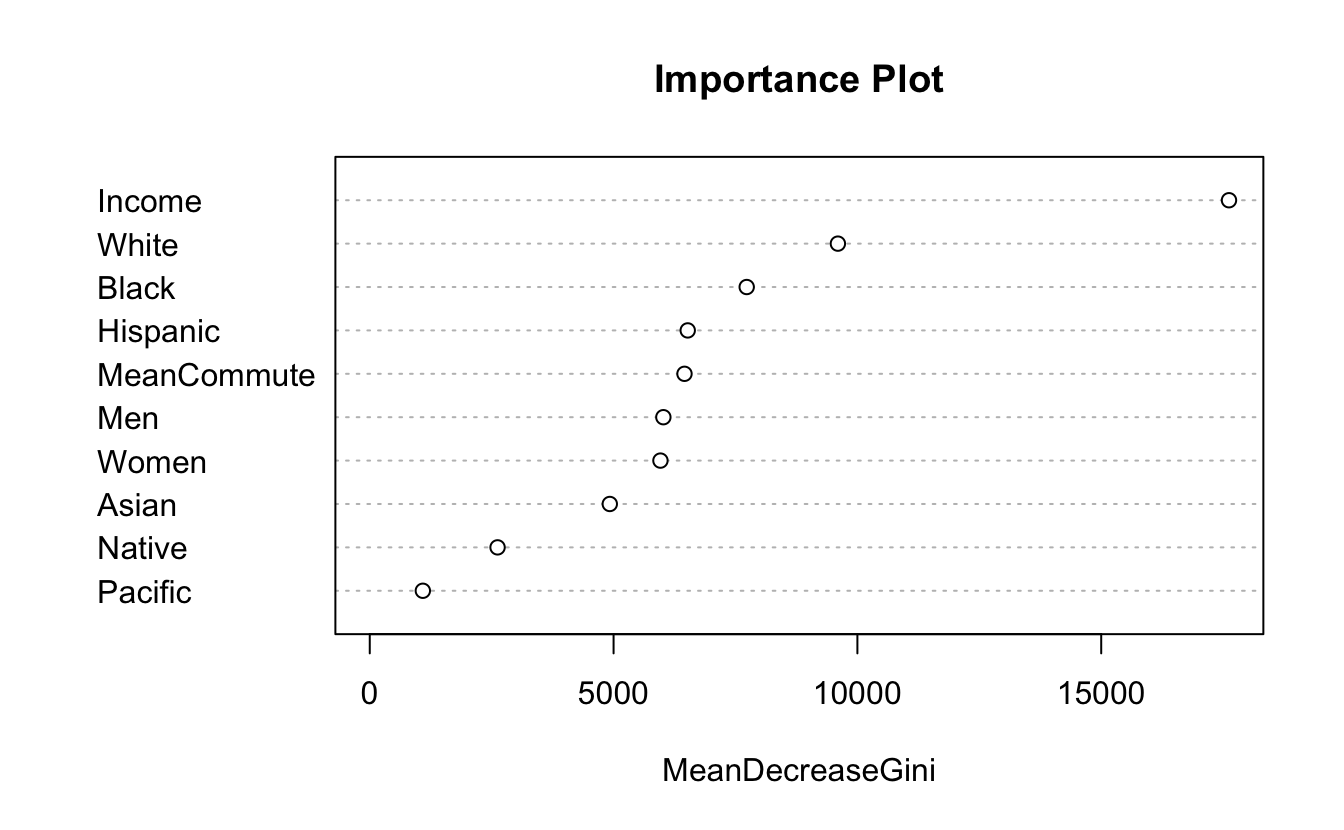 Importance Plot
Income
White
Black
Hispanic
MeanCommute
Men
Women
Asian
Native
Pacific
0 5000 10000 15000
MeanDecreaseGini